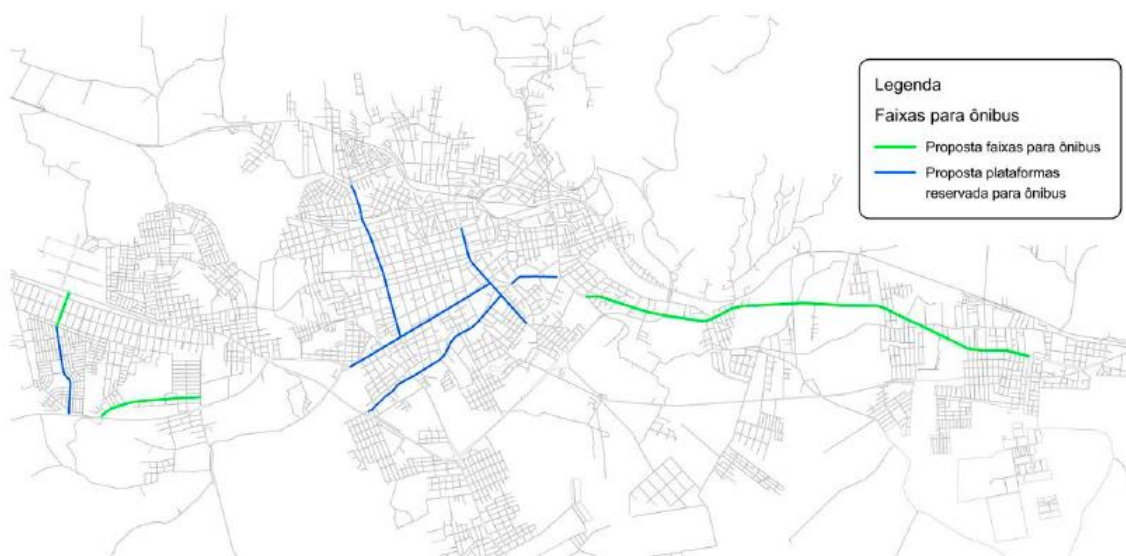 Legenda
Faixas para ônibus
Proposta faixas para ônibus
Proposta plataformas
reservada para ônibus